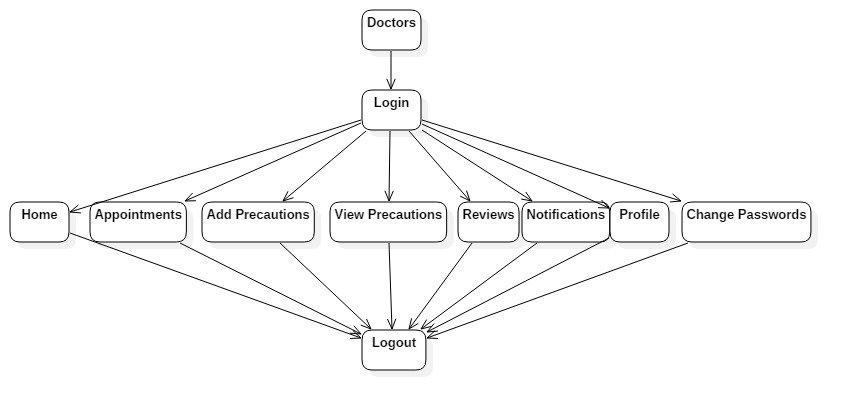 Doctors
Login
Home
Appointments
Add Precautions
View Precautions
Reviews
Notifications
Profile
Change Passwords
Logout